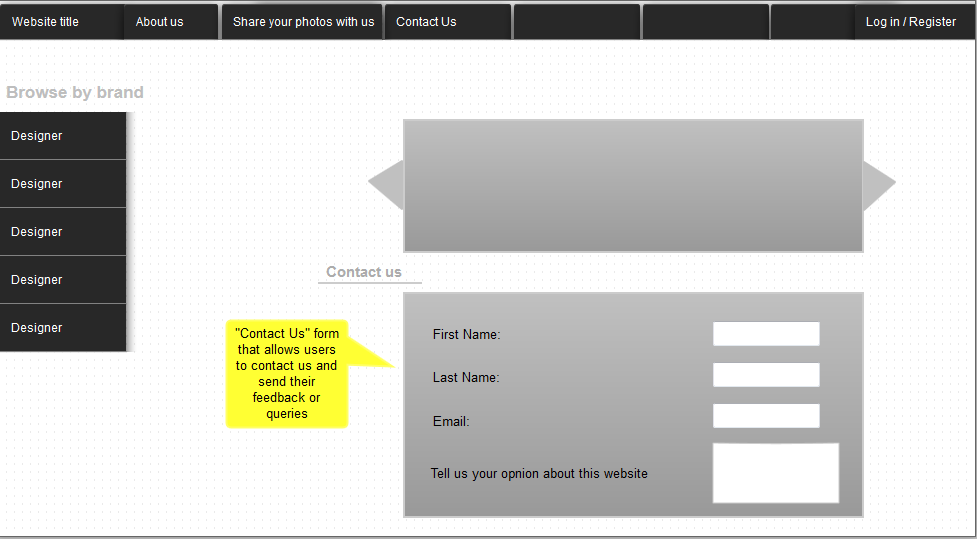 Website title
About us
Share your photos with us
Contact Us
Log in / Register
Browse by brand
Designer
Designer
Designer
Designer
Designer
Contact us
"Contact Us" form
that allows users
to contact us and
send their
feedback or
queries
First Name:
Last Name:
Email:
Tell us your opnion about this website